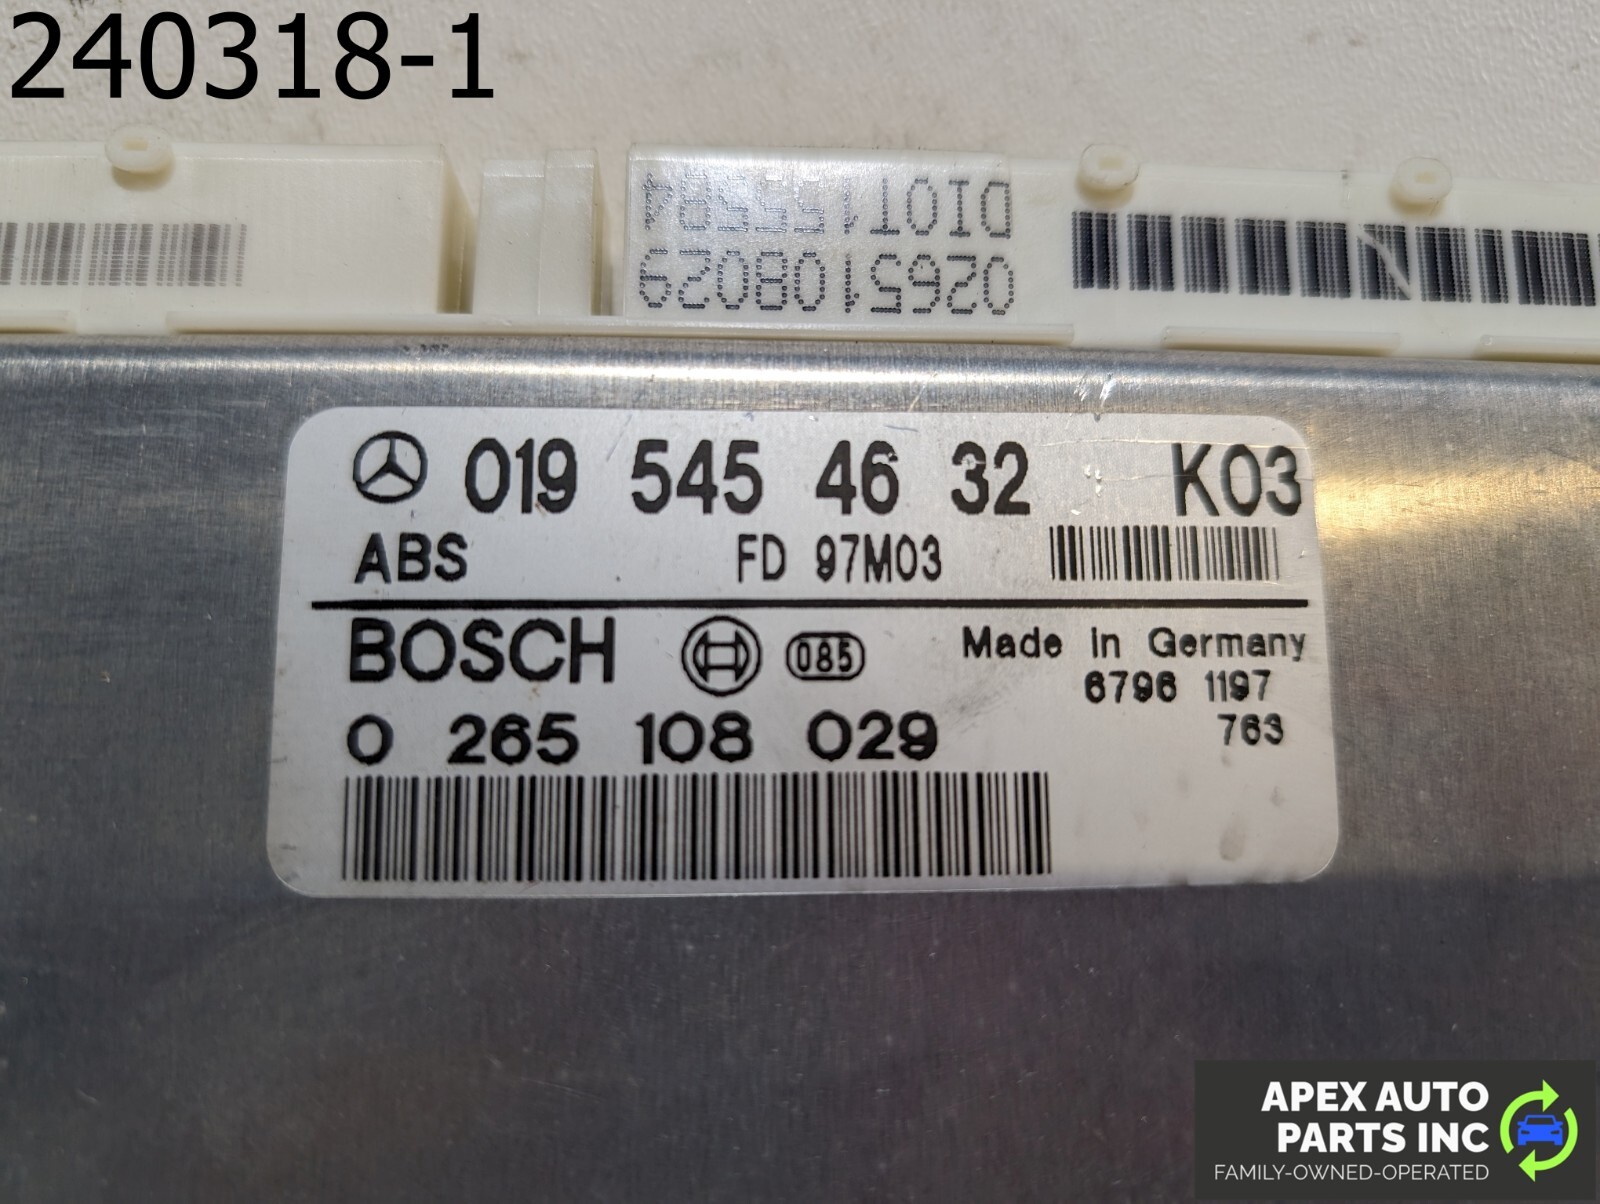 240318-1
0265108029
019 545 46 32 K03
ABS FD 97M03
BOSCH 085 Made in Germany
6796 1197
763
0 265 108 029
APEX AUTO
PARTS INC
FAMILY-OWNED-OPERATED